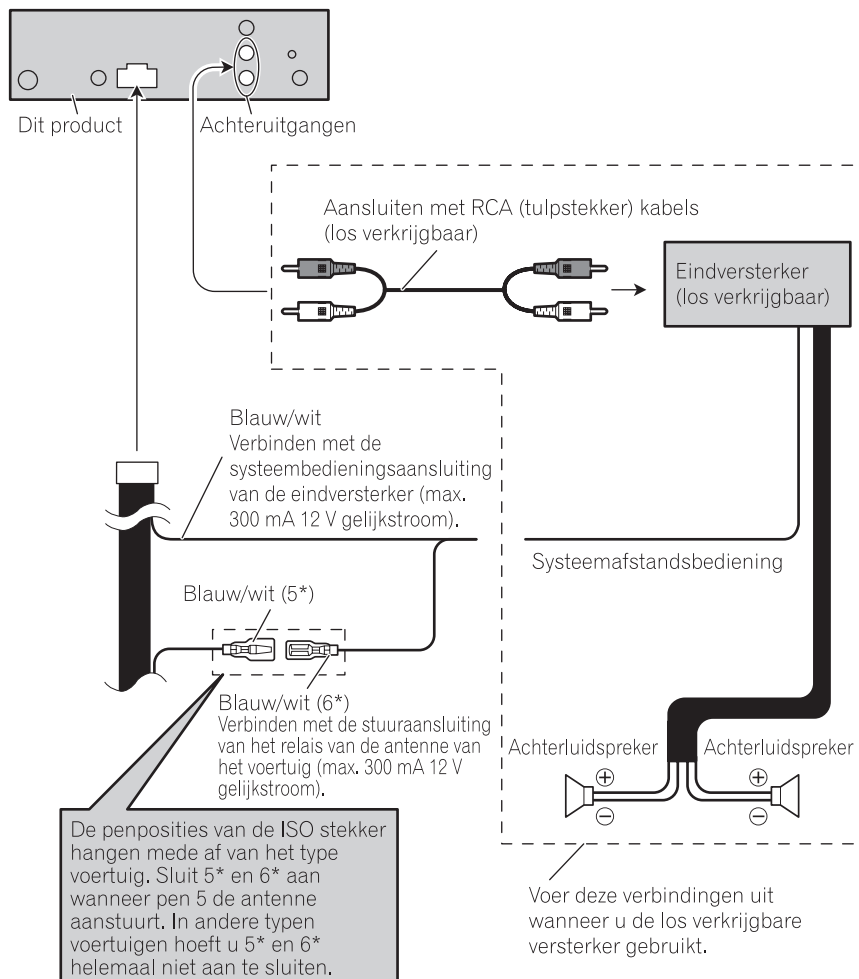 Dit product
Achteruitgangen
Aansluiten met RCA (tulpstekker) kabels
(los verkrijgbaar)
Eindversterker
(los verkrijgbaar)
Blauw/wit
Verbinden met de
systeembedieningsaansluiting
van de eindversterker (max.
300 mA 12 V gelijkstroom).
Systeemafstandsbediening
Blauw/wit (5*)
Blauw/wit (6*)
Verbinden met de stuuraansluiting
van het relais van de antenne van
het voertuig (max. 300 mA 12 V
gelijkstroom).
Achterluidspreker
Achterluidspreker
+
+
−
−
De penposities van de ISO stekker
hangen mede af van het type
voertuig. Sluit 5* en 6* aan
wanneer pen 5 de antenne
aanstuurt. In andere typen
voertuigen hoeft u 5* en 6*
helemaal niet aan te sluiten.
Voer deze verbindingen uit
wanneer u de los verkrijgbare
versterker gebruikt.